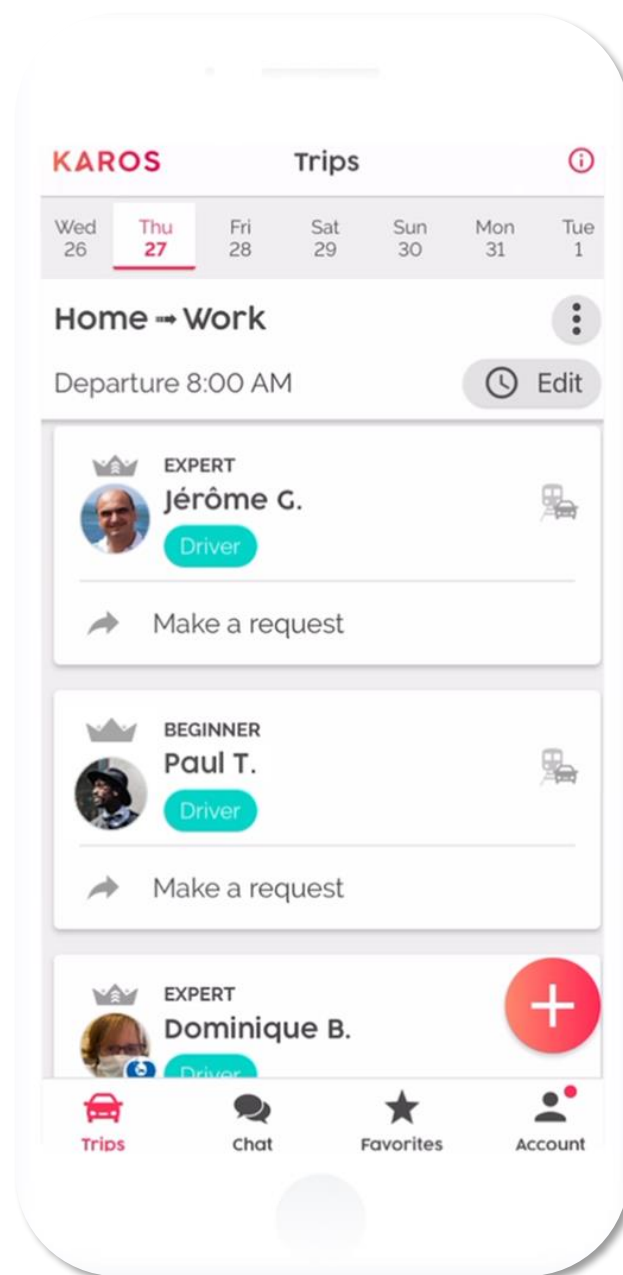 KAROS Trips
Wed Thu Fri Sat Sun Mon Tue
26 27 28 29 30 31 1
Home → Work
Departure 8:00 AM Edit
EXPERT
Jérôme G.
Driver
Make a request
BEGINNER
Paul T.
Driver
Make a request
EXPERT
Dominique B.
Driver
Trips Chat Favorites Account